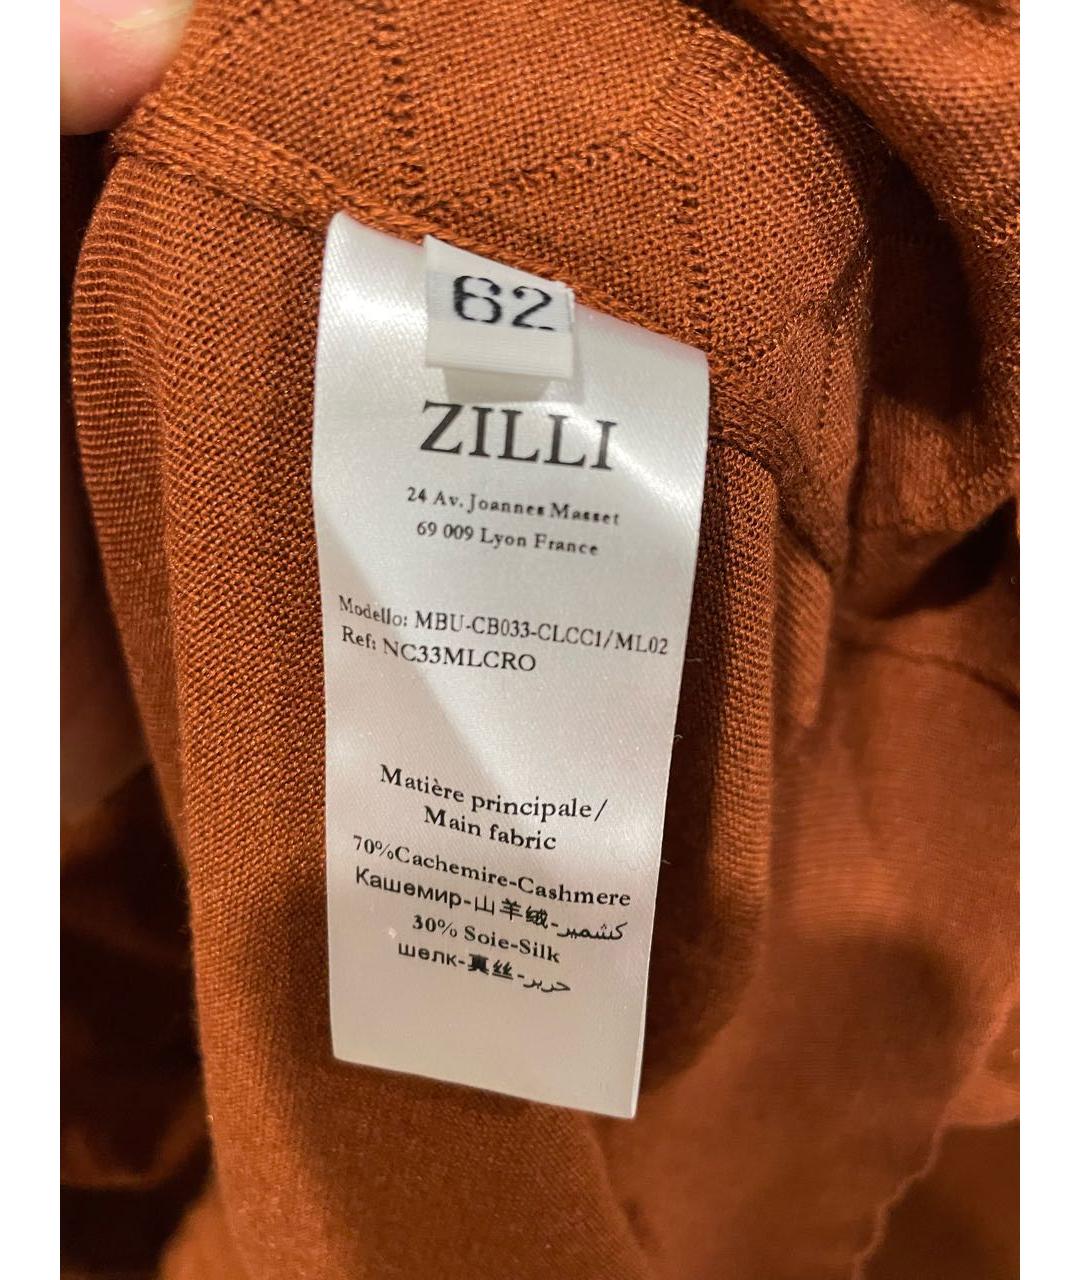 62
ZILLI
24 Av. Joannes Masset
69 009 Lyon France
Modello: MBU-CB033-CLCC1/ML02
Ref: NC33MLCRO
Matière principale/
Main fabric
70%Cachemire-Cashmere
Кашемир-山羊绒-كشمير
30% Soie-Silk
шелк-真丝-حرير